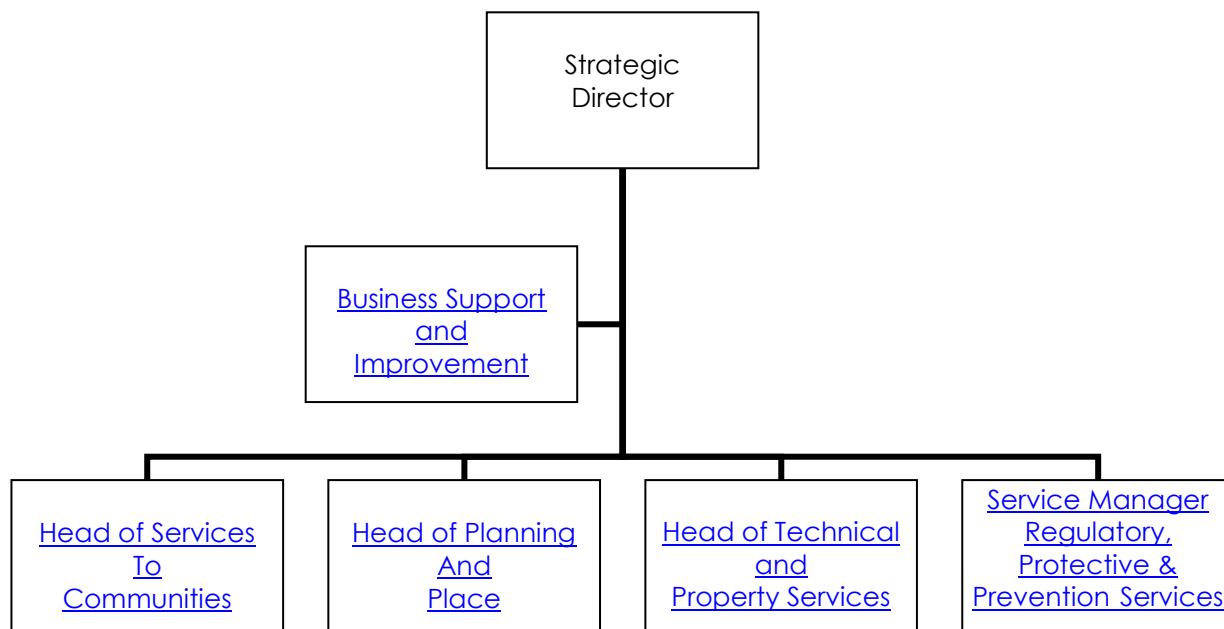 Strategic
Director
Business Support
and
Improvement
Head of Services
To
Communities
Head of Planning
And
Place
Head of Technical
and
Property Services
Service Manager
Regulatory,
Protective &
Prevention Services